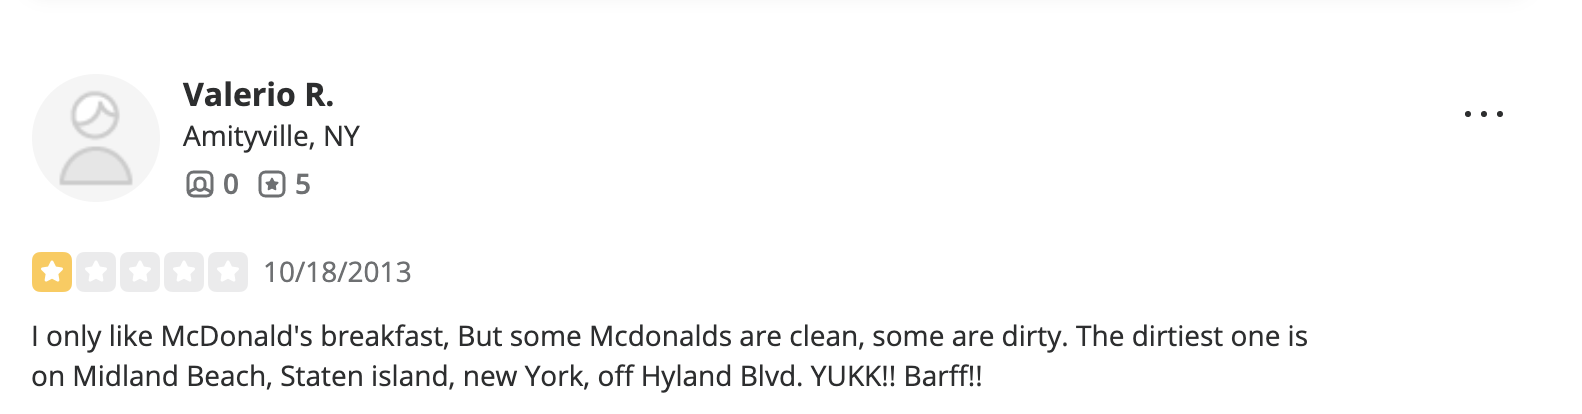 Valerio R.
Amityville, NY
0 5
10/18/2013
I only like McDonald's breakfast, But some Mcdonalds are clean, some are dirty. The dirtiest one is
on Midland Beach, Staten island, new York, off Hyland Blvd. YUKK!! Barff!!